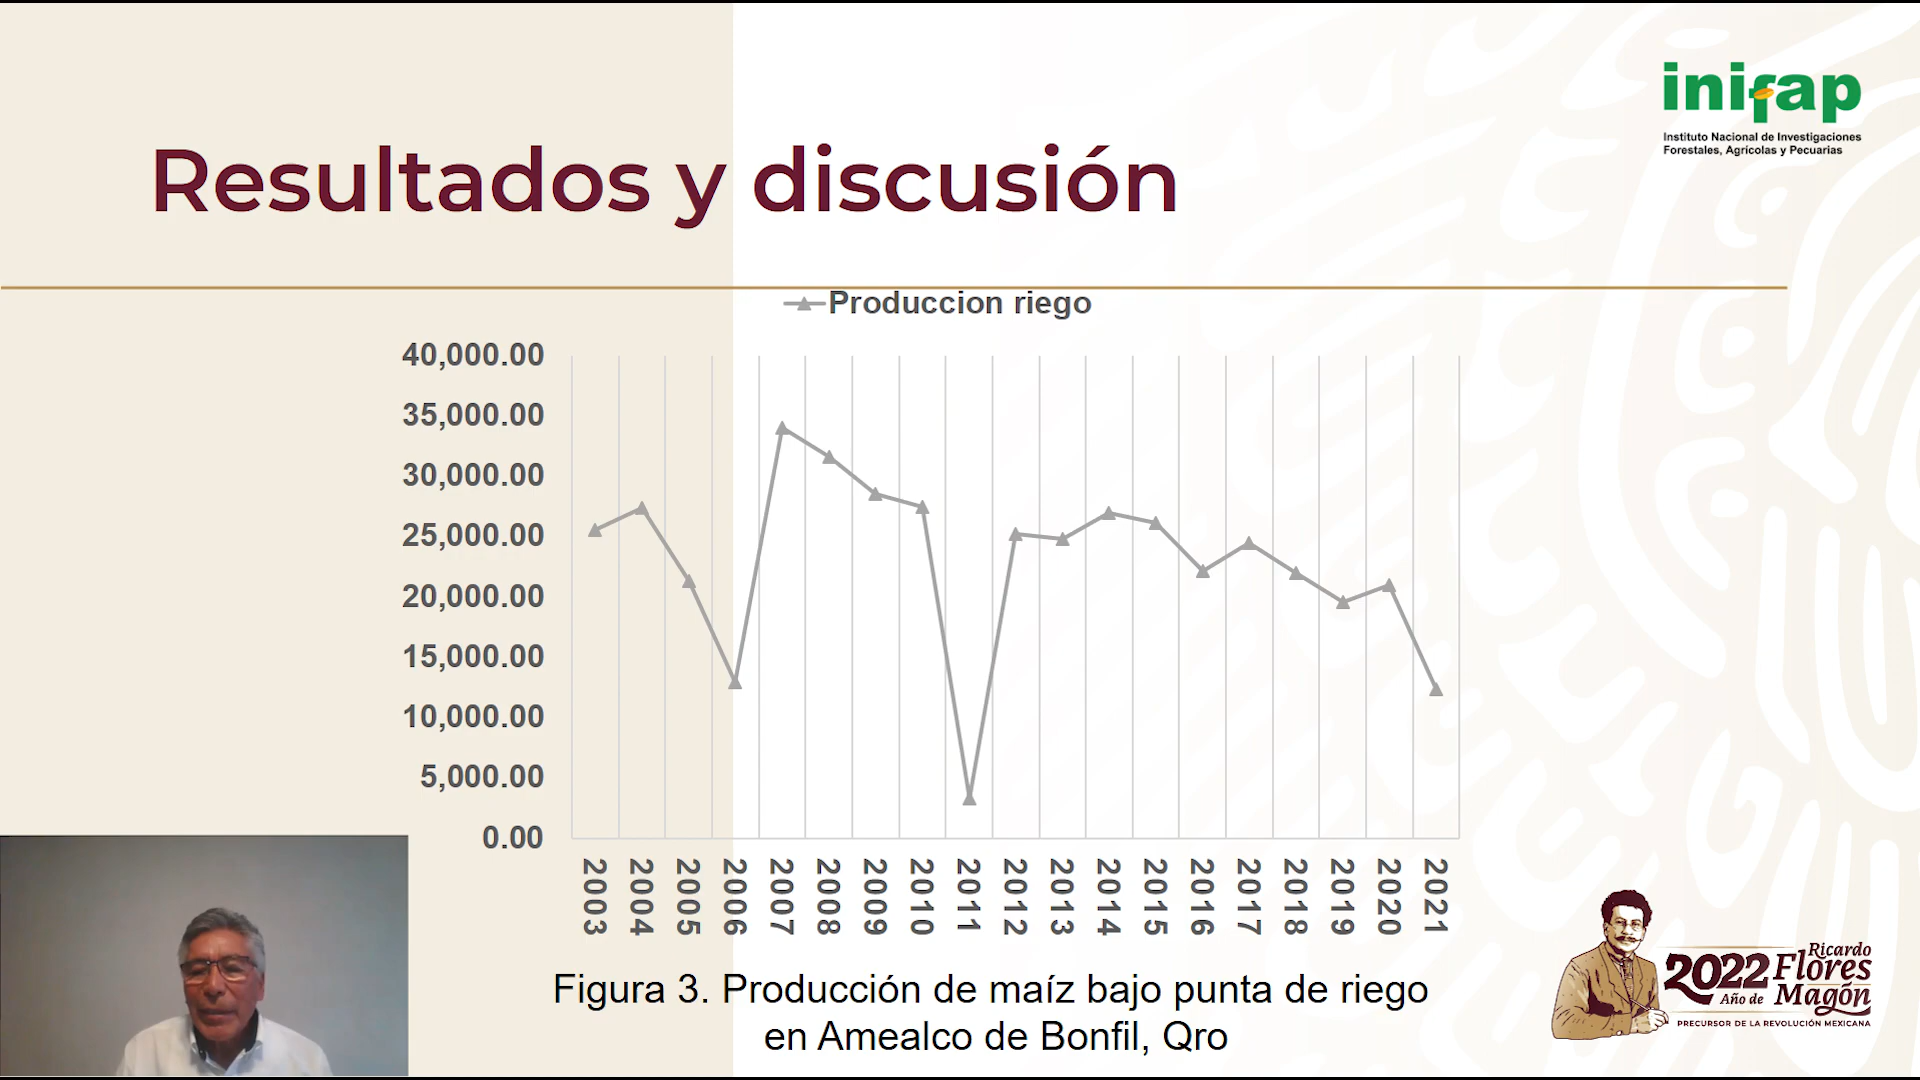 inifap
Instituto Nacional de Investigaciones
Forestales, Agrícolas y Pecuarias
Resultados y discusión
Produccion riego
40,000.00
35,000.00
30,000.00
25,000.00
20,000.00
15,000.00
10,000.00
5,000.00
0.00
2003
2004
2005
2006
2007
2008
2009
2010
2011
2012
2013
2014
2015
2016
2017
2018
2019
2020
2021
Figura 3. Producción de maíz bajo punta de riego
en Amealco de Bonfil, Qro
2022 Ricardo
Flores
Año de Magón
PRECURSOR DE LA REVOLUCIÓN MEXICANA